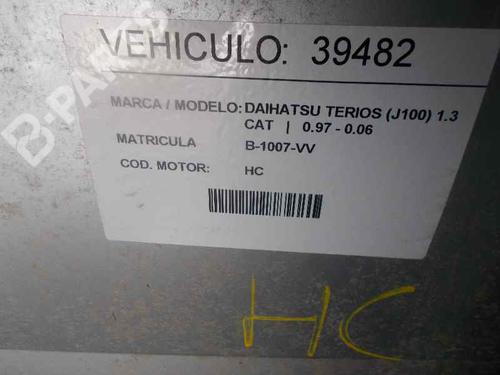 VEHICULO: 39482
MARCA / MODELO: DAIHATSU TERIOS (J100) 1.3
CAT | 0.97 - 0.06
MATRICULA B-1007-VV
COD. MOTOR: HC
HC